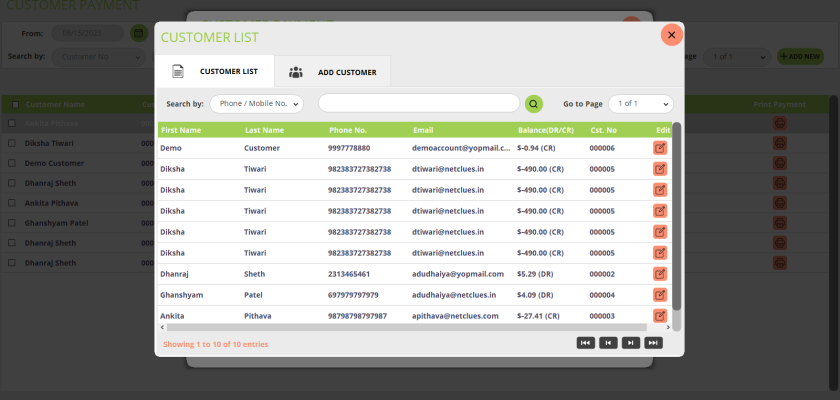 CUSTOMER PAYMENT
From: 08/15/2023
Search by: Customer No.
1 of 1
ADD NEW
Customer Name
Print Payment
Ankita Pithava
Diksha Tiwari 000
Demo Customer 000
Dhanraj Sheth 000
Ankita Pithava 000
Ghanshyam Patel 000
Dhanraj Sheth 000
Dhanraj Sheth 000
CUSTOMER LIST
CUSTOMER LIST ADD CUSTOMER
Search by: Phone / Mobile No. Go to Page 1 of 1
First Name Last Name Phone No. Email Balance(DR/CR) Cst. No Edit
Demo Customer 9997778880 demoaccount@yopmail.c... $-0.94 (CR) 000006
Diksha Tiwari 982383727382738 dtiwari@netclues.in $-490.00 (CR) 000005
Diksha Tiwari 982383727382738 dtiwari@netclues.in $-490.00 (CR) 000005
Diksha Tiwari 982383727382738 dtiwari@netclues.in $-490.00 (CR) 000005
Diksha Tiwari 982383727382738 dtiwari@netclues.in $-490.00 (CR) 000005
Diksha Tiwari 982383727382738 dtiwari@netclues.in $-490.00 (CR) 000005
Dhanraj Sheth 2313465461 adudhaiya@yopmail.com $5.29 (DR) 000002
Ghanshyam Patel 697979797979 adudhaiya@netclues.in $4.09 (DR) 000004
Ankita Pithava 98798798797987 apithava@netclues.com $-27.41 (CR) 000003
Showing 1 to 10 of 10 entries